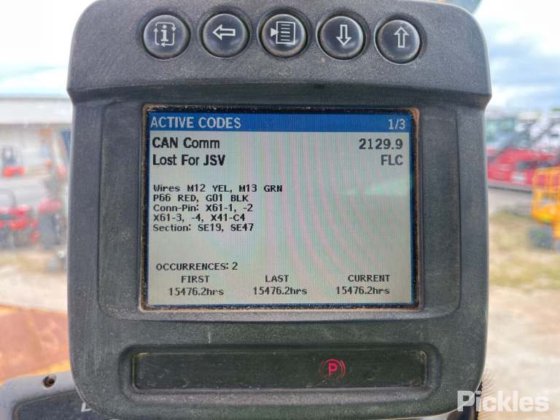 ACTIVE CODES 1/3
CAN Comm 2129.9
Lost For JSV FLC
Wires M12 YEL, M13 GRN
P66 RED, G01 BLK
Conn-Pin: X61-1, -2
X61-3, -4, X41-C4
Section: SE19, SE47
OCCURRENCES: 2
FIRST LAST CURRENT
15476.2hrs 15476.2hrs 15476.2hrs
P
Pickles